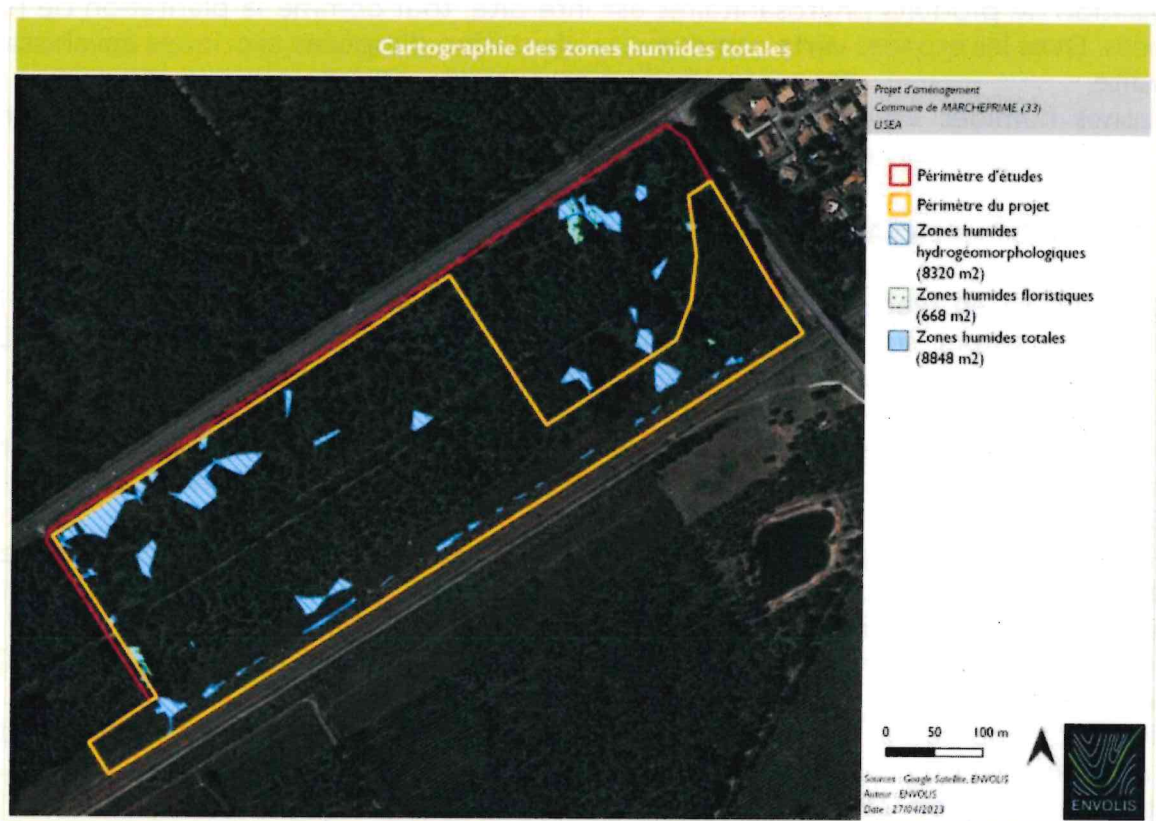 Cartographie des zones humides totales
Projet d'aménagement
Commune de MARCHEPRIME (33)
USEA
Périmètre d'études
Périmètre du projet
Zones humides
hydrogéomorphologiques
(8320 m2)
Zones humides floristiques
(668 m2)
Zones humides totales
(8848 m2)
0 50 100 m
Sources : Google Satellite, ENVOLIS
Auteur : ENVOLIS
Date : 27/04/2023
ENVOLIS